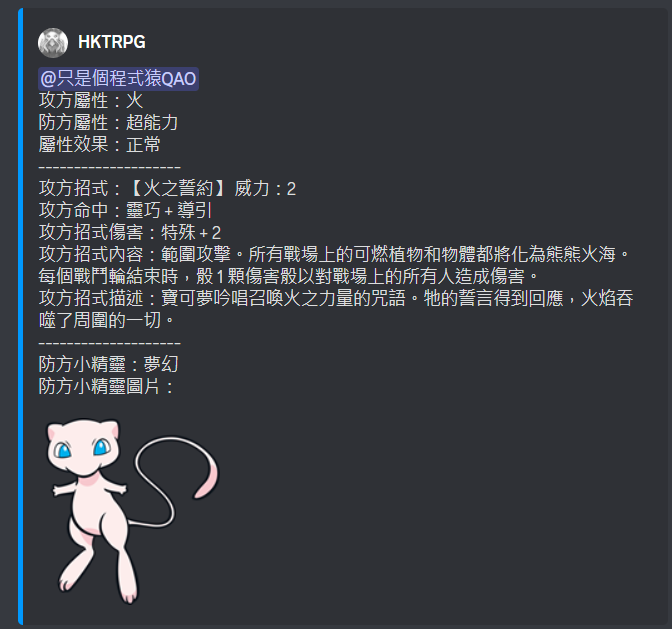 HKTRPG
@只是個程式猿QAO
攻方屬性：火
防方屬性：超能力
屬性效果：正常
--------------------
攻方招式：【火之誓約】 威力：2
攻方命中：靈巧 + 導引
攻方招式傷害：特殊 + 2
攻方招式內容：範圍攻擊。所有戰場上的可燃植物和物體都將化為熊熊火海。
每個戰鬥輪結束時，骰 1 顆傷害骰以對戰場上的所有人造成傷害。
攻方招式描述：寶可夢吟唱召喚火之力量的咒語。牠的誓言得到回應，火焰吞
噬了周圍的一切。
--------------------
防方小精靈：夢幻
防方小精靈圖片：